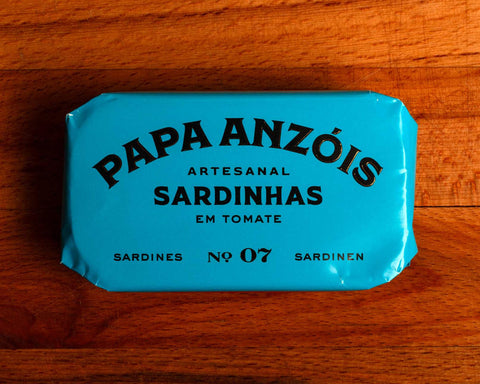 PAPA ANZÓIS
ARTESANAL
SARDINHAS
EM TOMATE
SARDINES Nº 07 SARDINEN